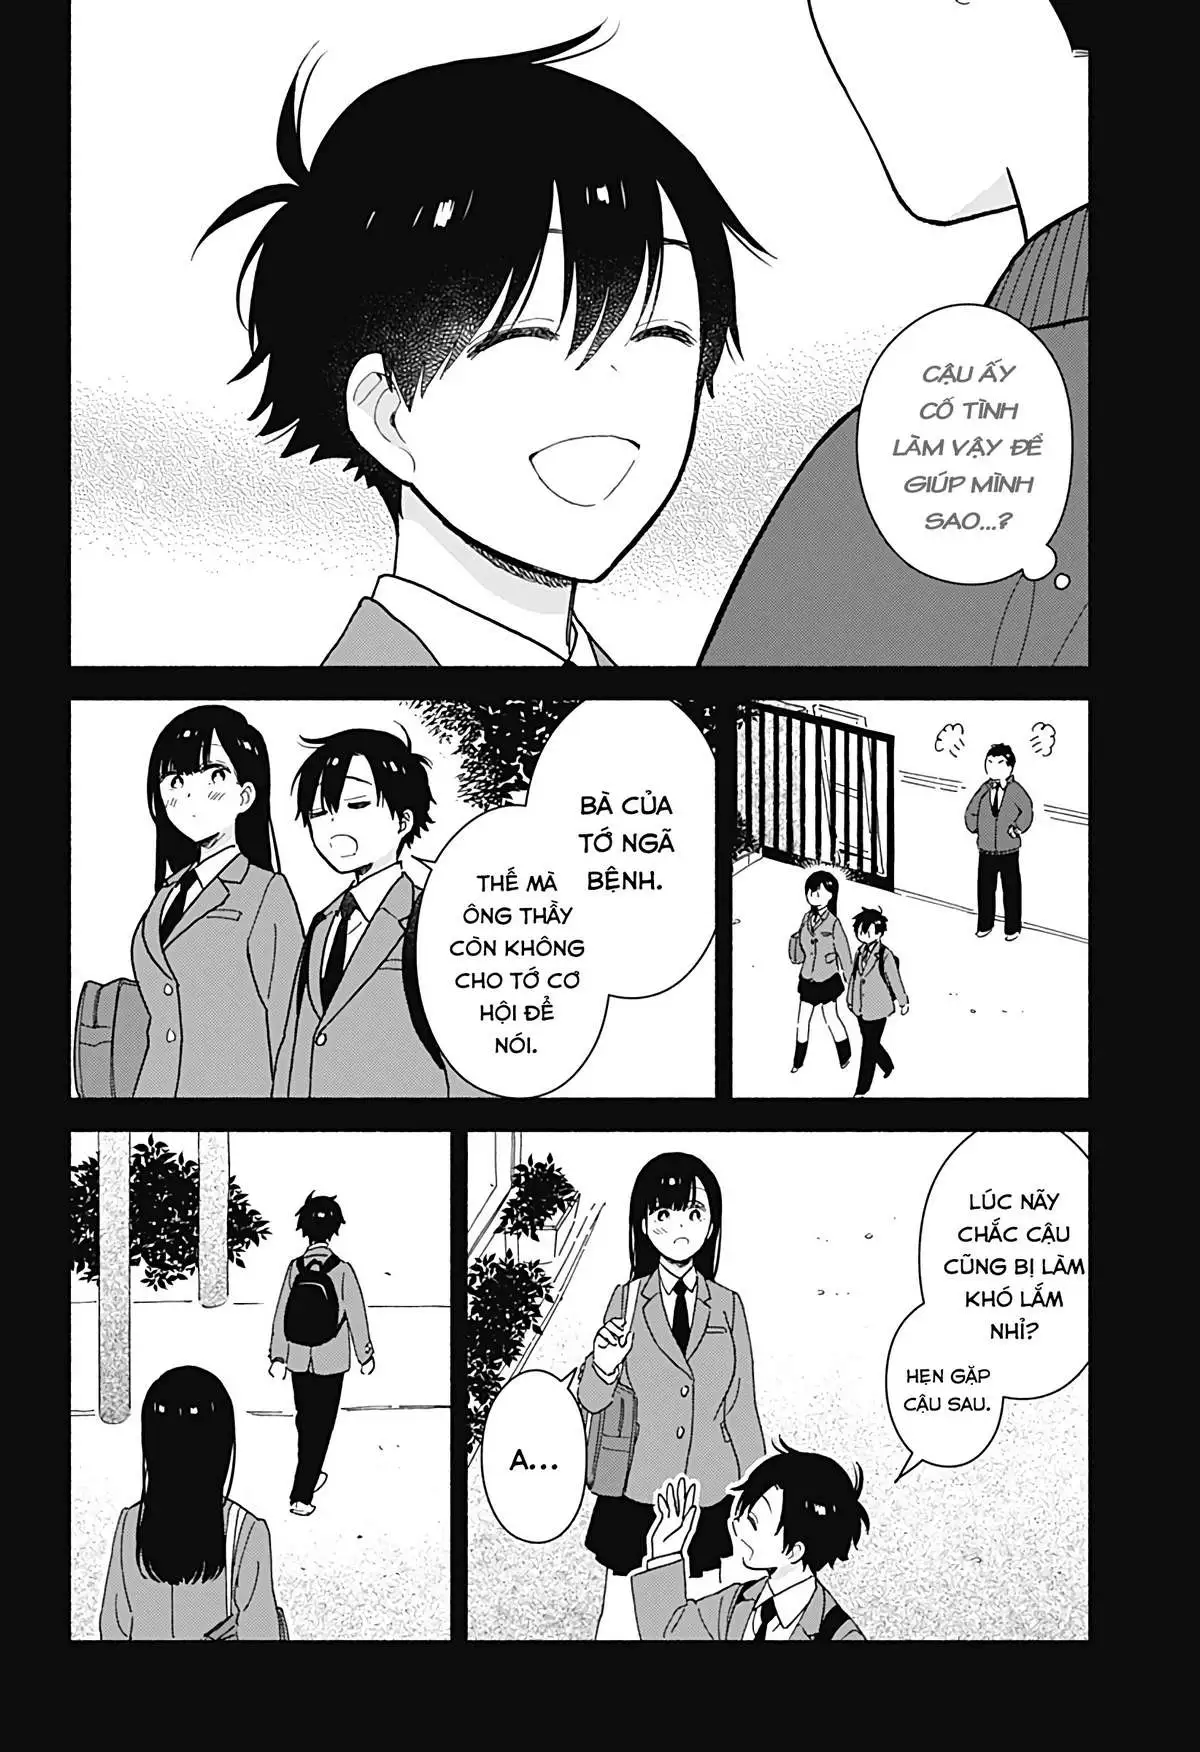 CẬU ẤY
CỐ TÌNH
LÀM VẬY ĐỂ
GIÚP MÌNH
SAO...?
BÀ CỦA
TỚ NGÃ
BỆNH.
THẾ MÀ
ÔNG THẦY
CÒN KHÔNG
CHO TỚ CƠ
HỘI ĐỂ
NÓI.
LÚC NÃY
CHẮC CẬU
CŨNG BỊ LÀM
KHÓ LẮM
NHỈ?
HẸN GẶP
CẬU SAU.
A...